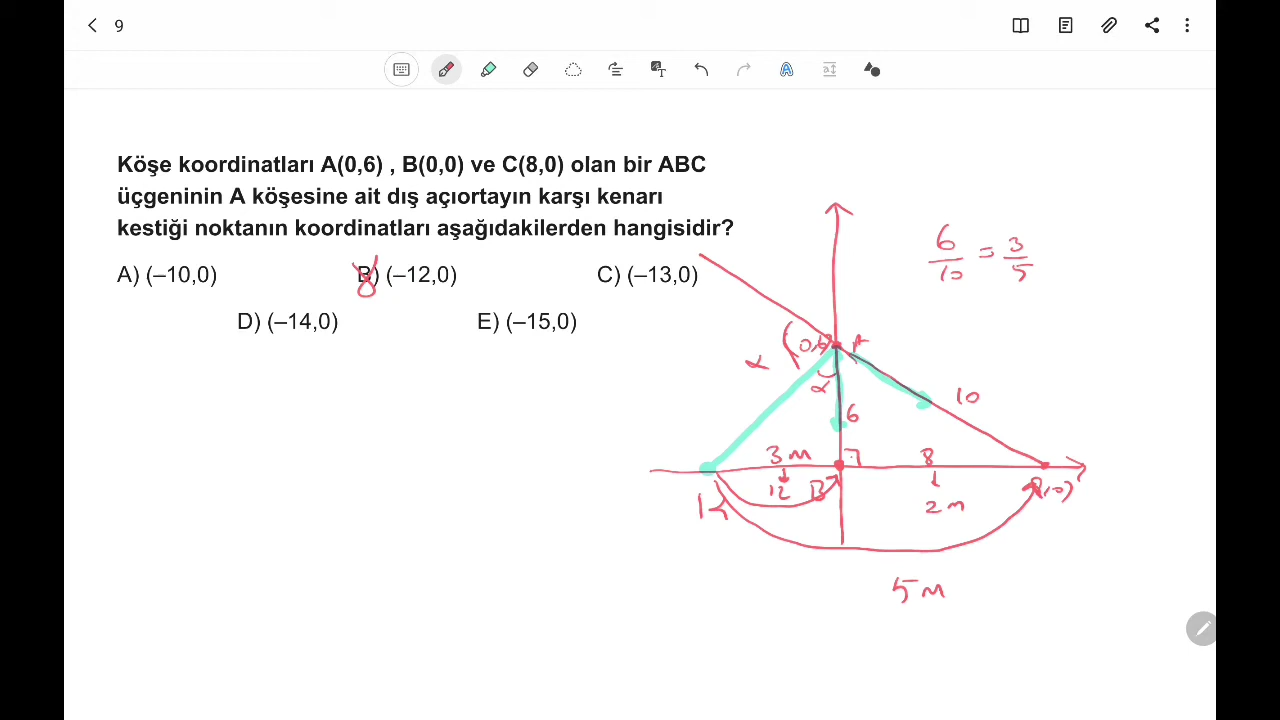 9
Köşe koordinatları A(0,6) , B(0,0) ve C(8,0) olan bir ABC
üçgeninin A köşesine ait dış açıortayın karşı kenarı
kestiği noktanın koordinatları aşağıdakilerden hangisidir?
A) (–10,0) B) (–12,0) C) (–13,0)
D) (–14,0) E) (–15,0)
6/10 = 3/5
(0,6) A
α
α
10
6
3m 8
12 B
2m
K
5m